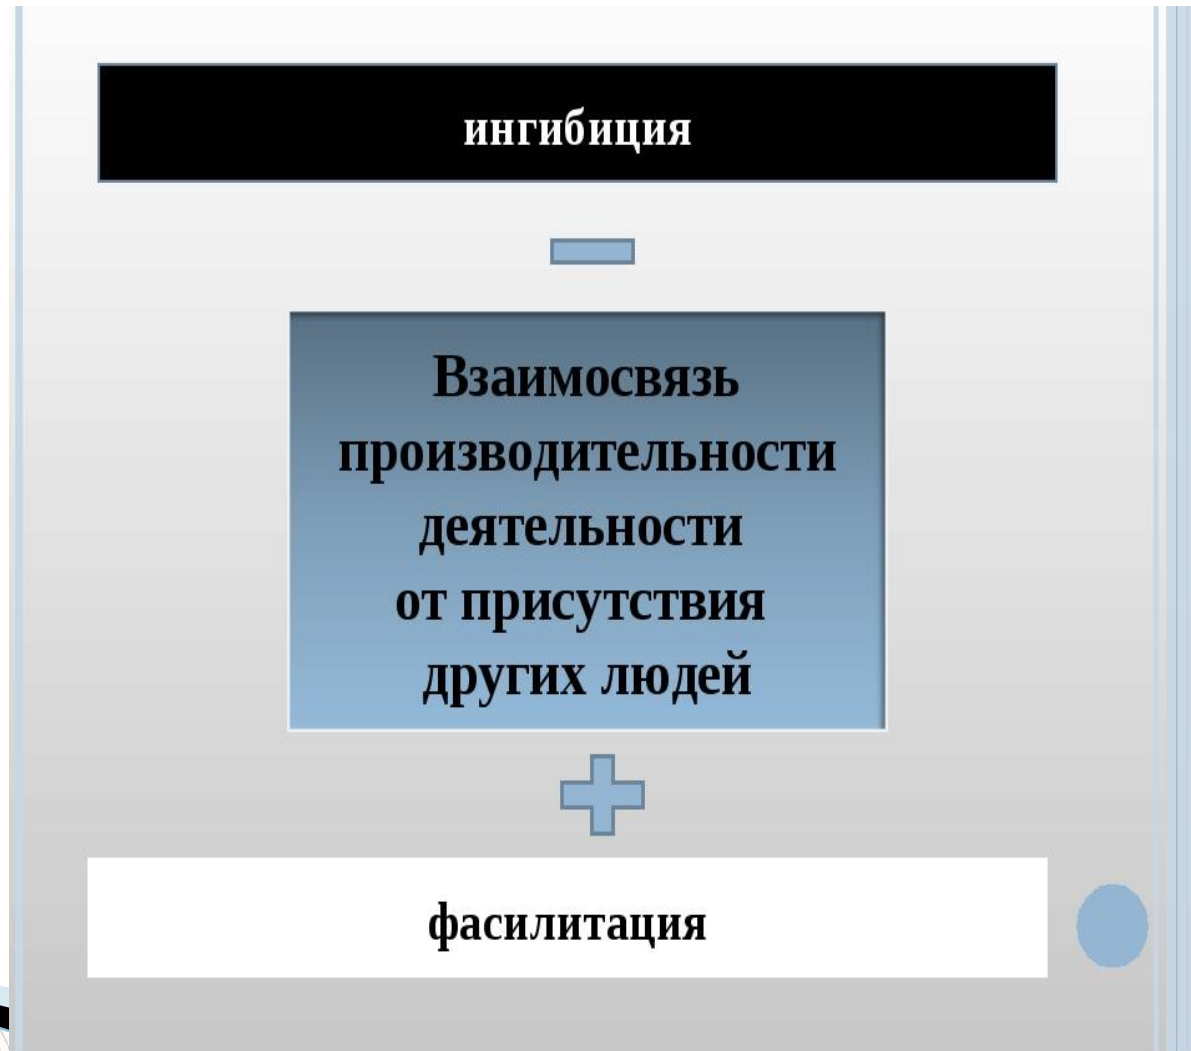 ингибиция
Взаимосвязь
производительности
деятельности
от присутствия
других людей
фасилитация